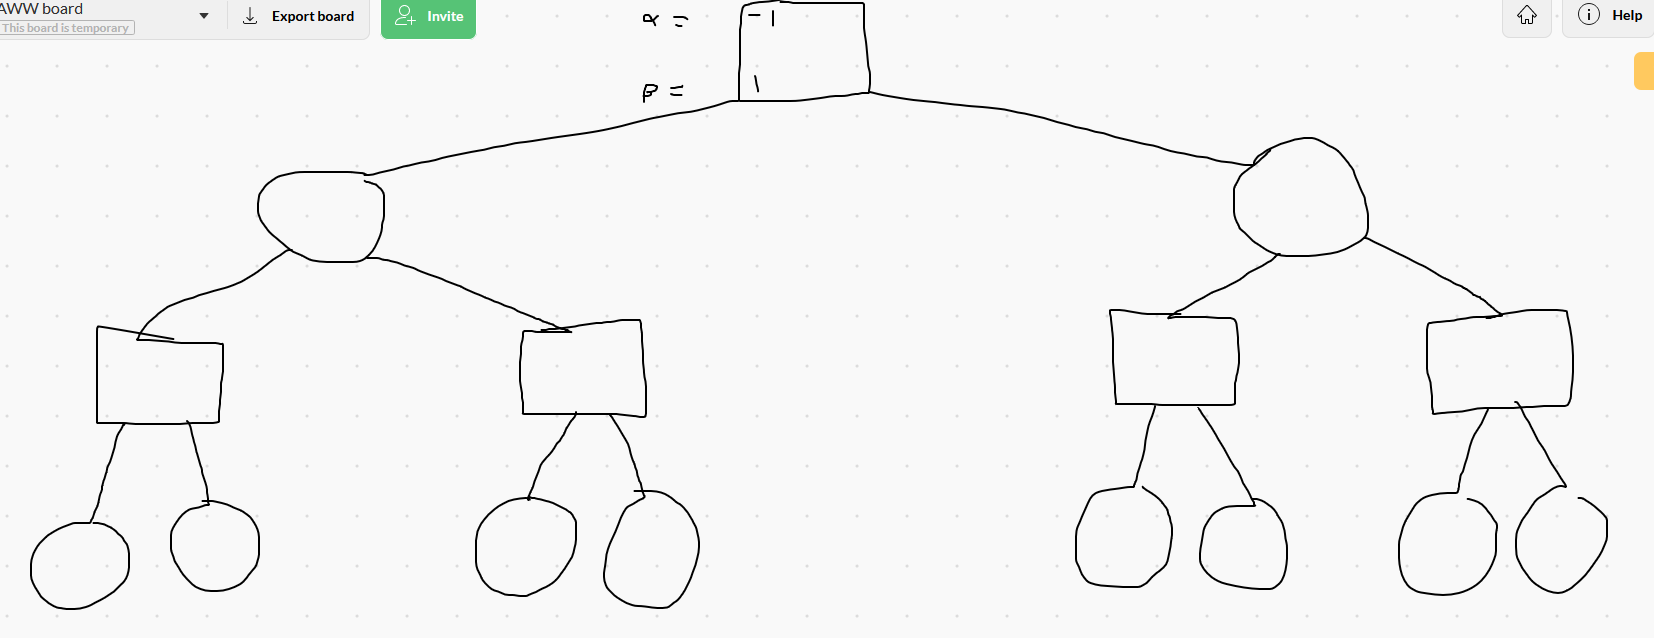 AWW board
This board is temporary
Export board
Invite
Help
α = -1
β = 1